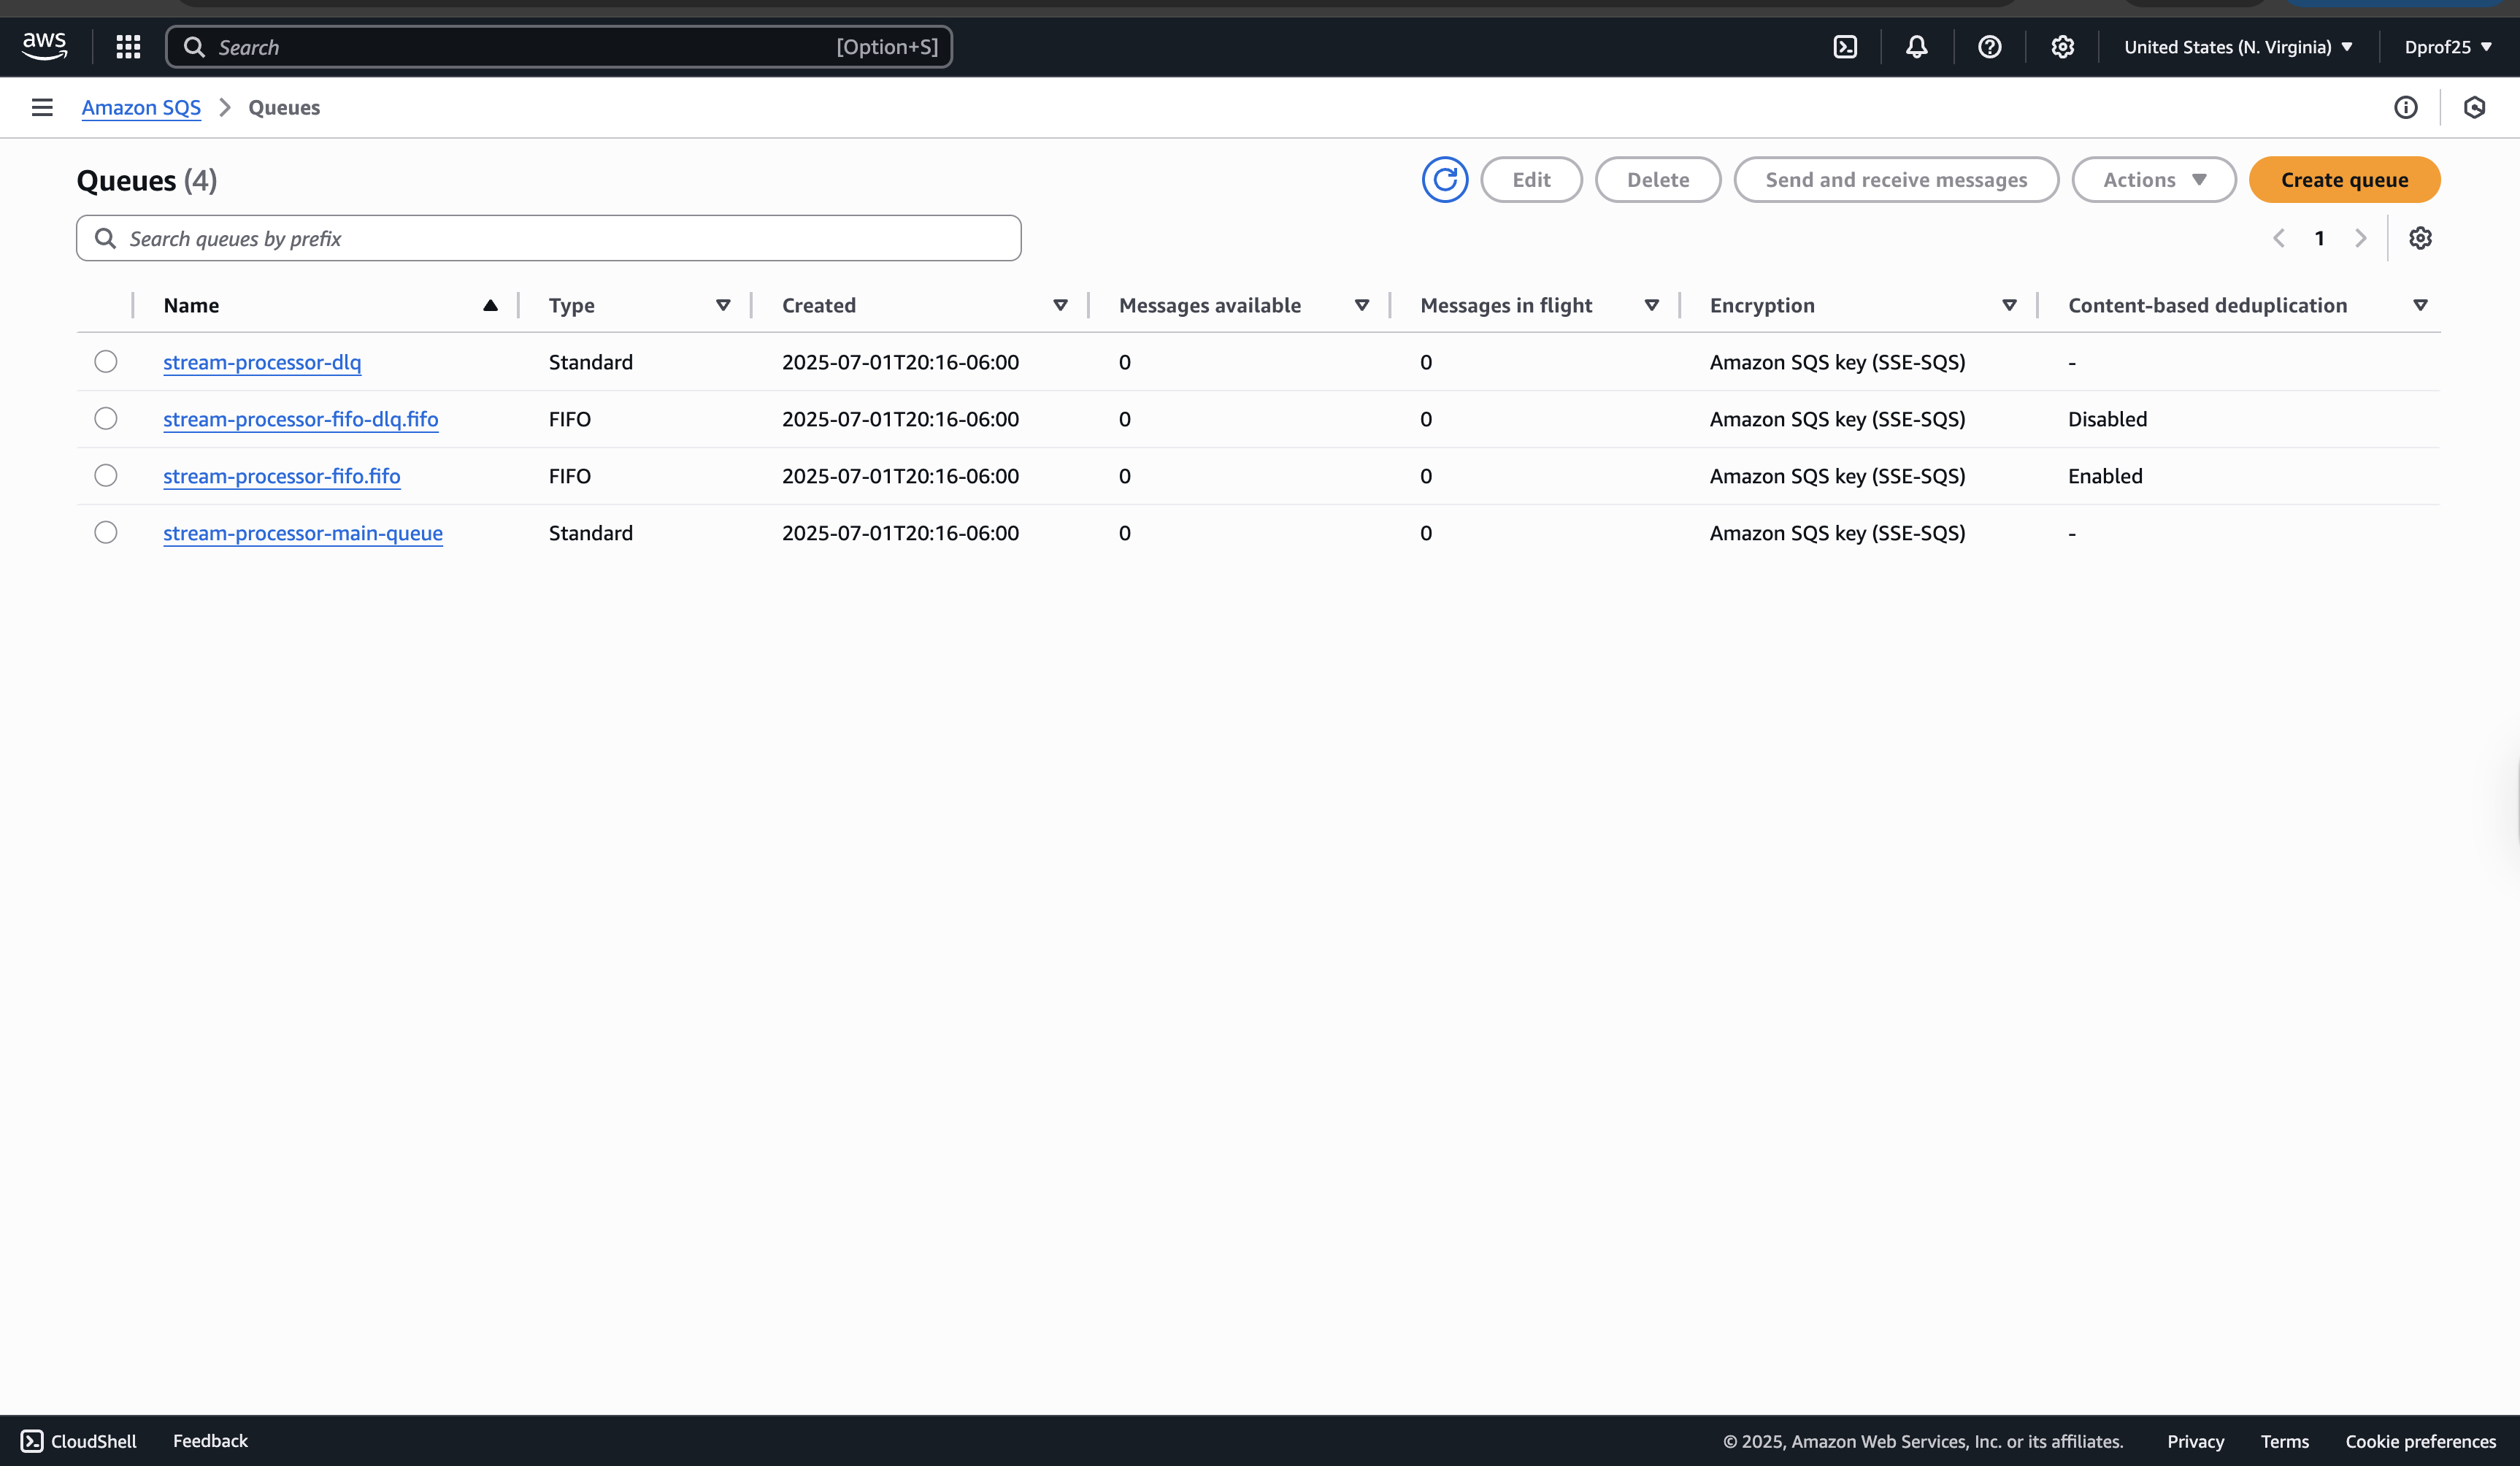 aws Search [Option+S] United States (N. Virginia) Dprof25
Amazon SQS Queues
Queues (4) Edit Delete Send and receive messages Actions Create queue
Search queues by prefix 1
Name Type Created Messages available Messages in flight Encryption Content-based deduplication
stream-processor-dlq Standard 2025-07-01T20:16-06:00 0 0 Amazon SQS key (SSE-SQS) -
stream-processor-fifo-dlq.fifo FIFO 2025-07-01T20:16-06:00 0 0 Amazon SQS key (SSE-SQS) Disabled
stream-processor-fifo.fifo FIFO 2025-07-01T20:16-06:00 0 0 Amazon SQS key (SSE-SQS) Enabled
stream-processor-main-queue Standard 2025-07-01T20:16-06:00 0 0 Amazon SQS key (SSE-SQS) -
CloudShell Feedback © 2025, Amazon Web Services, Inc. or its affiliates. Privacy Terms Cookie preferences